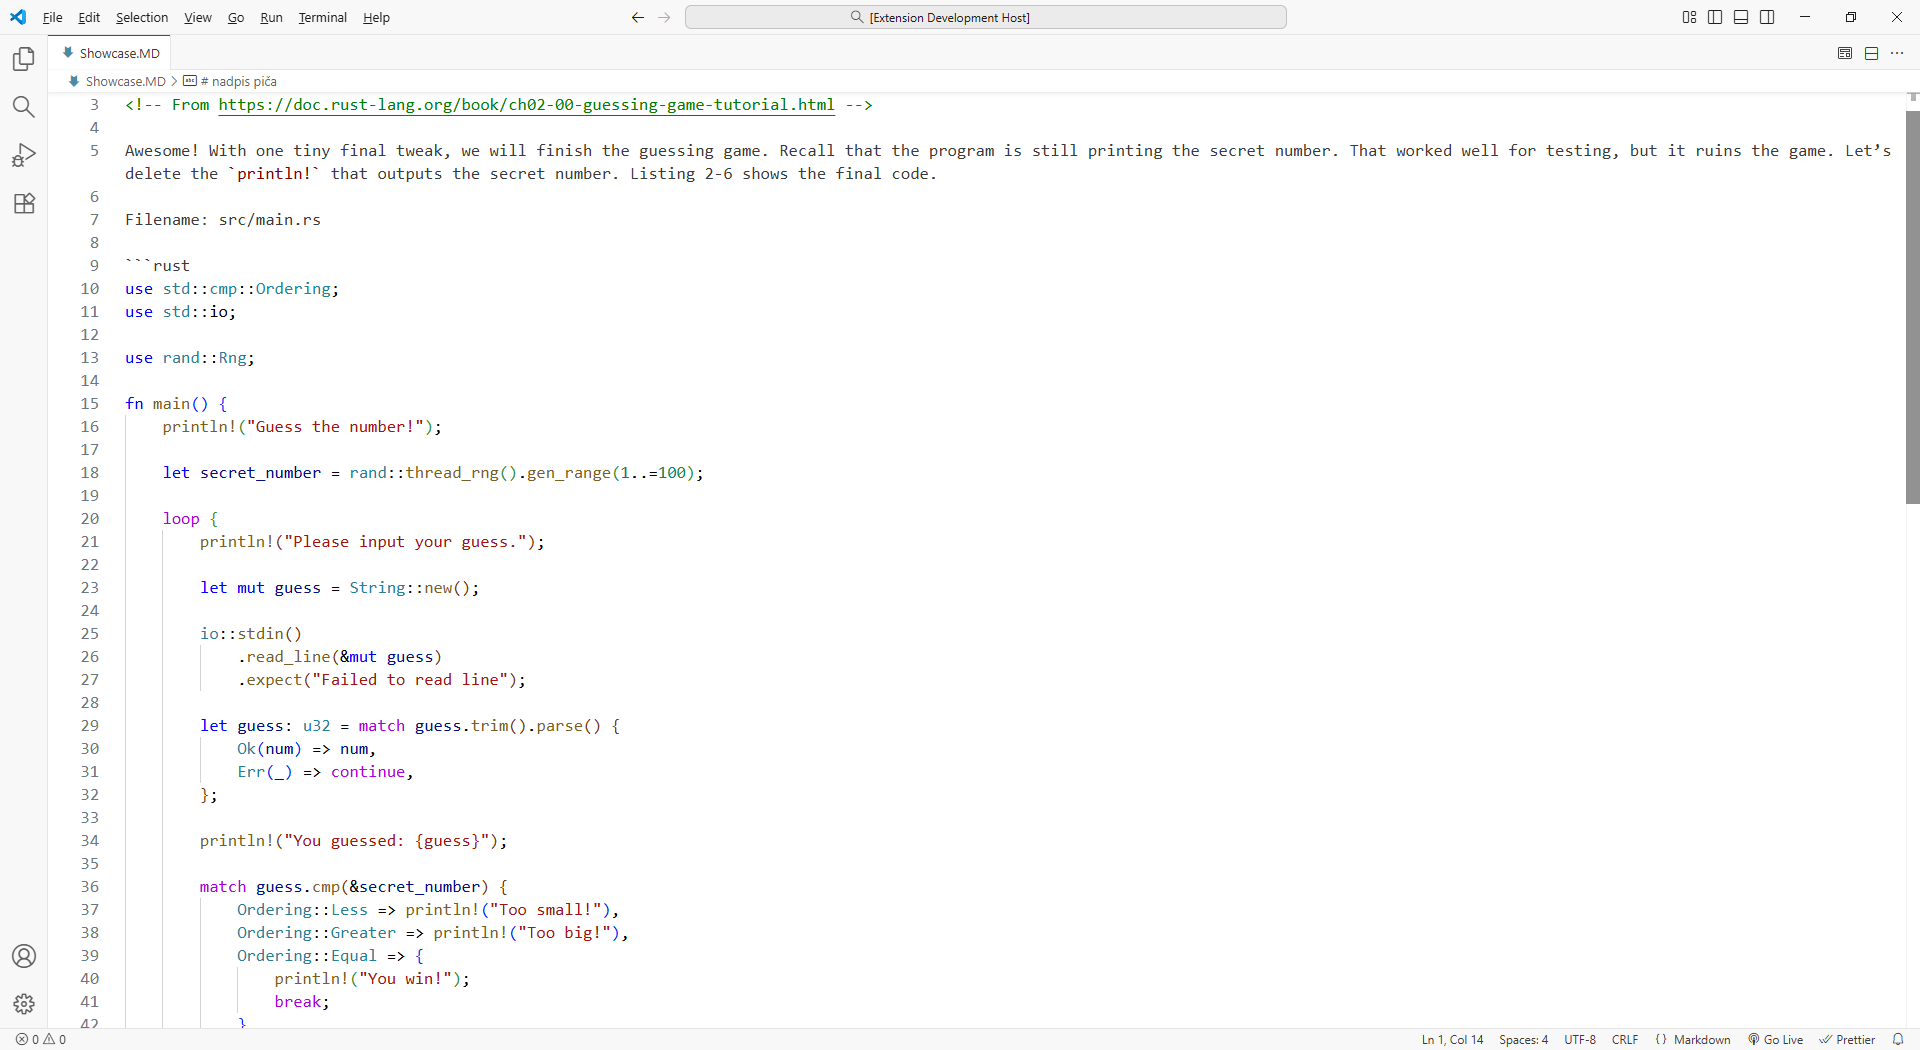 File Edit Selection View Go Run Terminal Help [Extension Development Host]
Showcase.MD
Showcase.MD > # nadpis piča
3 <!-- From https://doc.rust-lang.org/book/ch02-00-guessing-game-tutorial.html -->
4
5 Awesome! With one tiny final tweak, we will finish the guessing game. Recall that the program is still printing the secret number. That worked well for testing, but it ruins the game. Let’s
delete the `println!` that outputs the secret number. Listing 2-6 shows the final code.
6
7 Filename: src/main.rs
8
9 ```rust
10 use std::cmp::Ordering;
11 use std::io;
12
13 use rand::Rng;
14
15 fn main() {
16     println!("Guess the number!");
17
18     let secret_number = rand::thread_rng().gen_range(1..=100);
19
20     loop {
21         println!("Please input your guess.");
22
23         let mut guess = String::new();
24
25         io::stdin()
26             .read_line(&mut guess)
27             .expect("Failed to read line");
28
29         let guess: u32 = match guess.trim().parse() {
30             Ok(num) => num,
31             Err(_) => continue,
32         };
33
34         println!("You guessed: {guess}");
35
36         match guess.cmp(&secret_number) {
37             Ordering::Less => println!("Too small!"),
38             Ordering::Greater => println!("Too big!"),
39             Ordering::Equal => {
40                 println!("You win!");
41                 break;
42             }
0 0 Ln 1, Col 14 Spaces: 4 UTF-8 CRLF {} Markdown Go Live Prettier